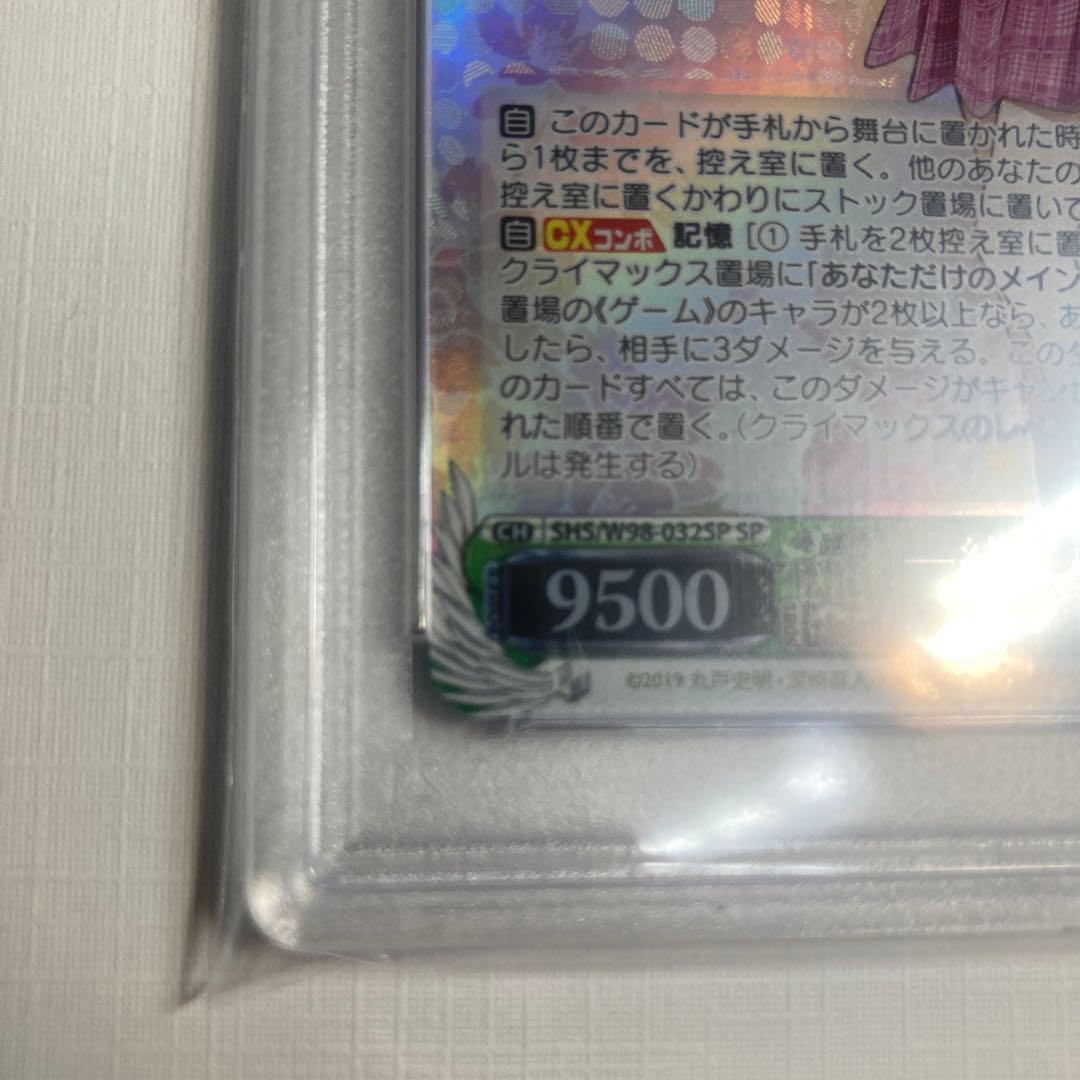 自 このカードが手札から舞台に置かれた時
ら1枚までを、控え室に置く。他のあなたの
控え室に置くかわりにストック置場に置いて
自 CXコンボ 記憶 [① 手札を2枚控え室に置
クライマックス置場に「あなただけのメイン
置場の《ゲーム》のキャラが2枚以上なら、あ
したら、相手に3ダメージを与える。このダ
のカードすべては、このダメージがキャン
れた順番で置く。(クライマックスのレベ
ルは発生する)
CH SHS/W98-032SP SP
9500
©2019 丸戸史明・深崎暮人